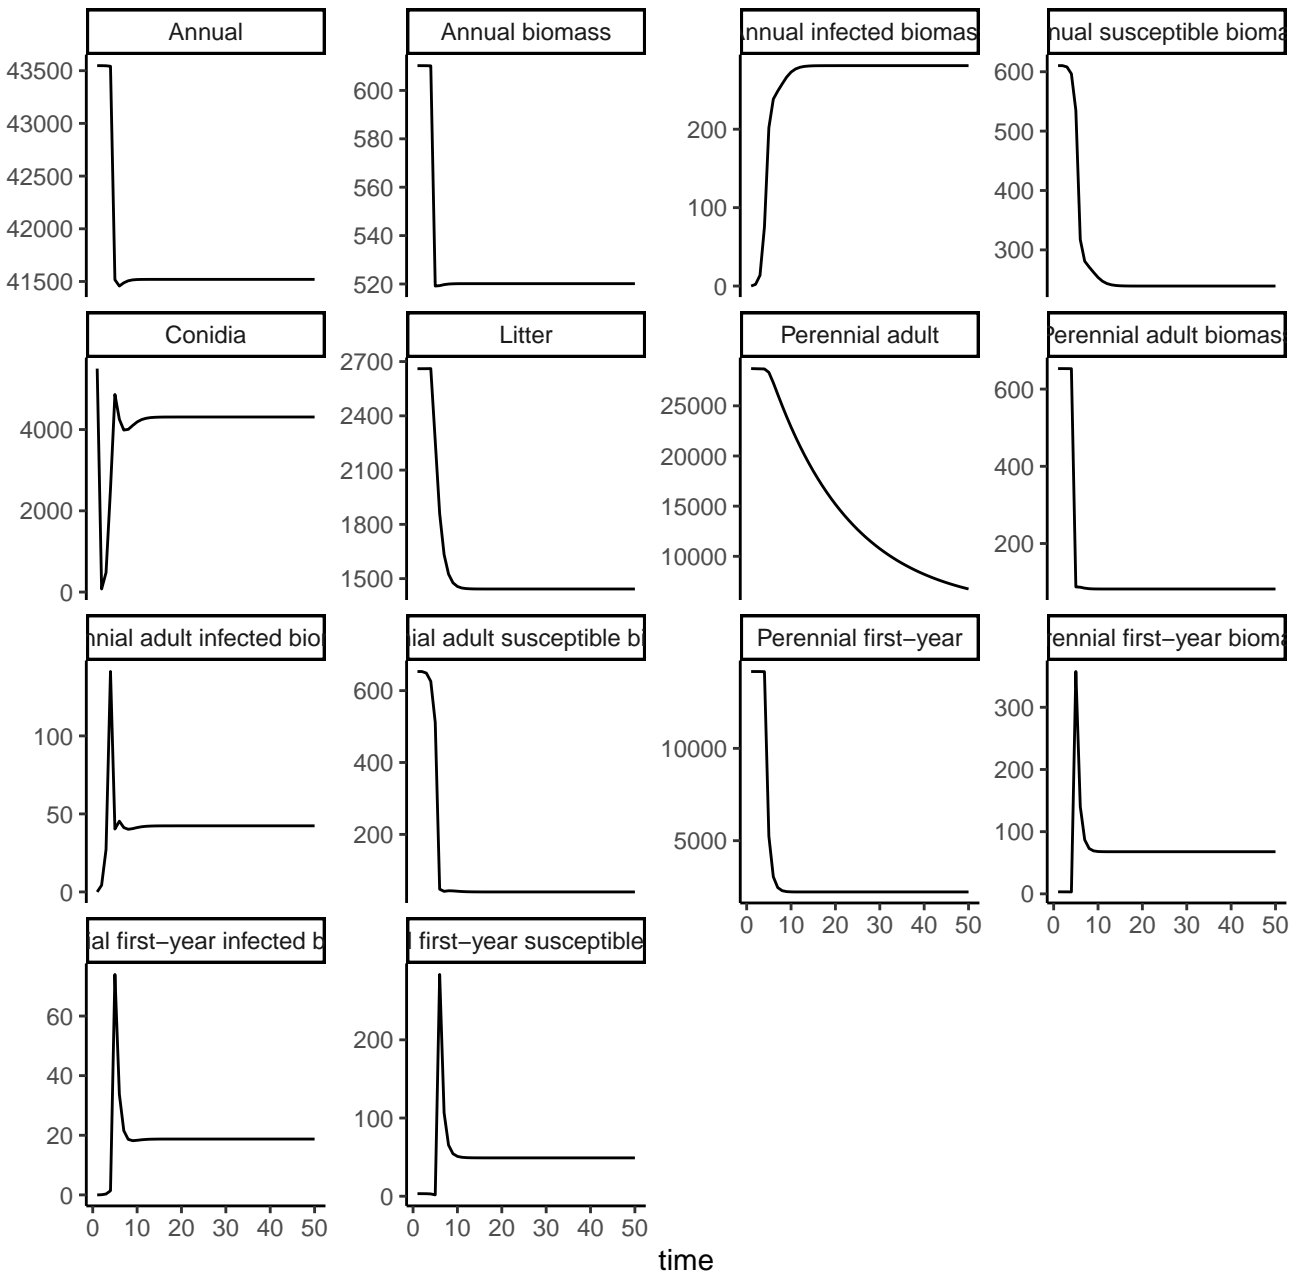 Annual
Annual biomass
nnual infected biomas
nual susceptible bioma
43500
43000
42500
42000
41500
600
580
560
540
520
200
100
0
600
500
400
300
Conidia
Litter
Perennial adult
Perennial adult biomass
4000
2000
0
2700
2400
2100
1800
1500
25000
20000
15000
10000
600
400
200
nnial adult infected bior
nial adult susceptible bi
Perennial first−year
rennial first−year bioma
100
50
0
600
400
200
10000
5000
300
200
100
0
0 10 20 30 40 50
0 10 20 30 40 50
ial first−year infected b
l first−year susceptible
60
40
20
0
200
100
0
0 10 20 30 40 50
0 10 20 30 40 50
time